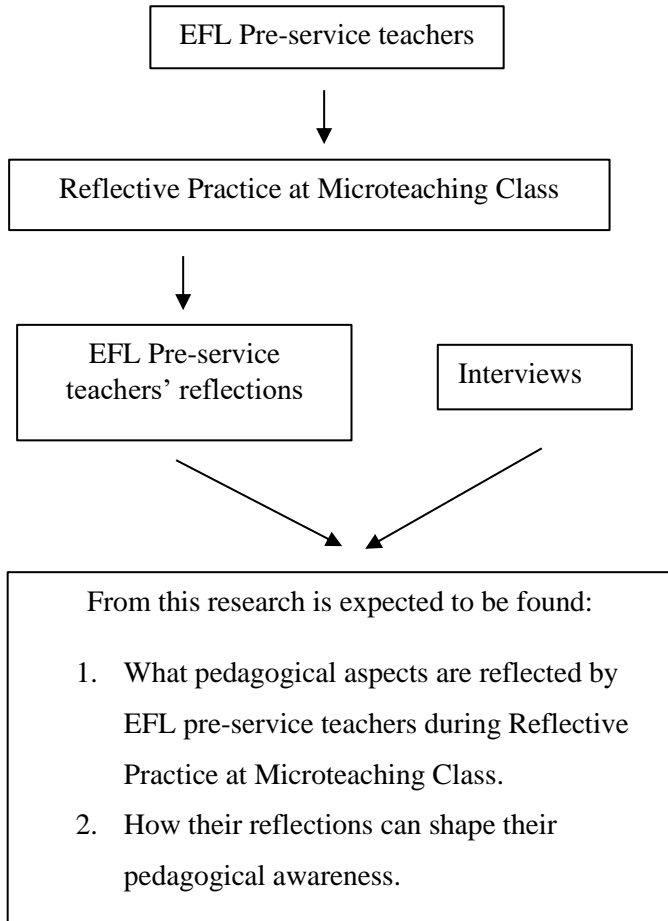 EFL Pre-service teachers
Reflective Practice at Microteaching Class
EFL Pre-service
teachers’ reflections
Interviews
From this research is expected to be found:
1. What pedagogical aspects are reflected by
EFL pre-service teachers during Reflective
Practice at Microteaching Class.
2. How their reflections can shape their
pedagogical awareness.